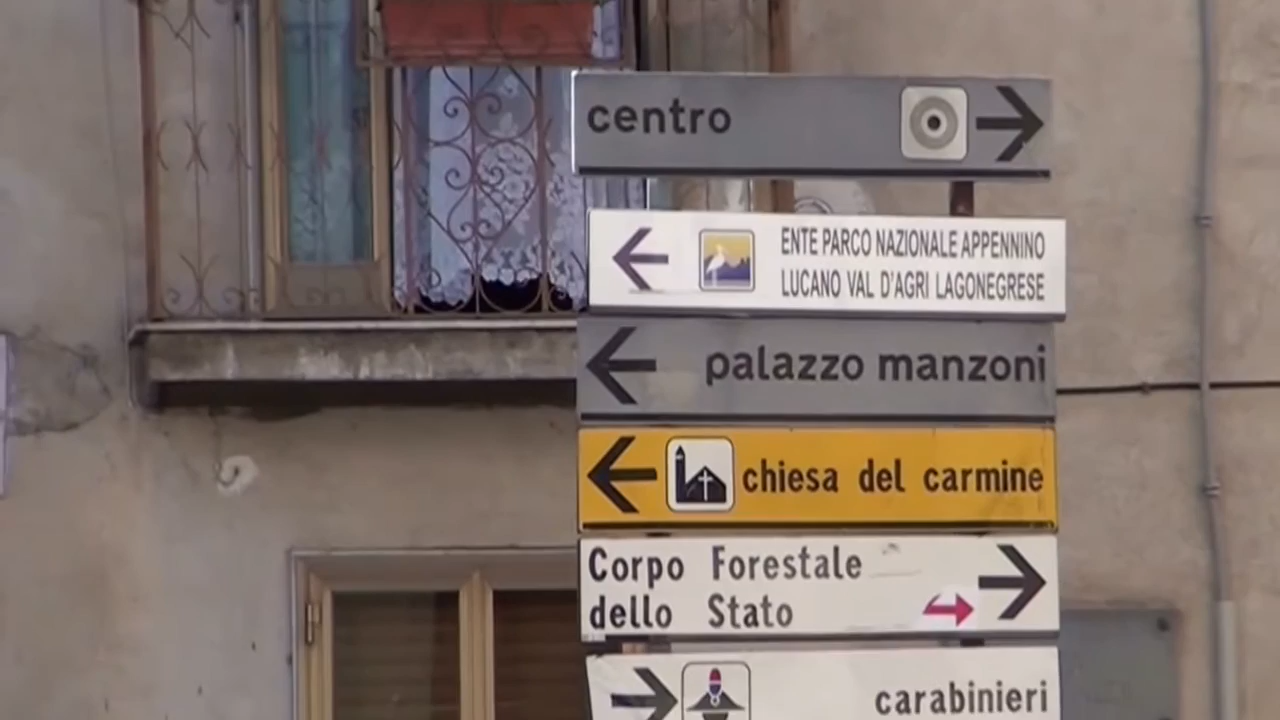 centro
ENTE PARCO NAZIONALE APPENNINO
LUCANO VAL D'AGRI LAGONEGRESE
palazzo manzoni
chiesa del carmine
Corpo Forestale
dello Stato
carabinieri